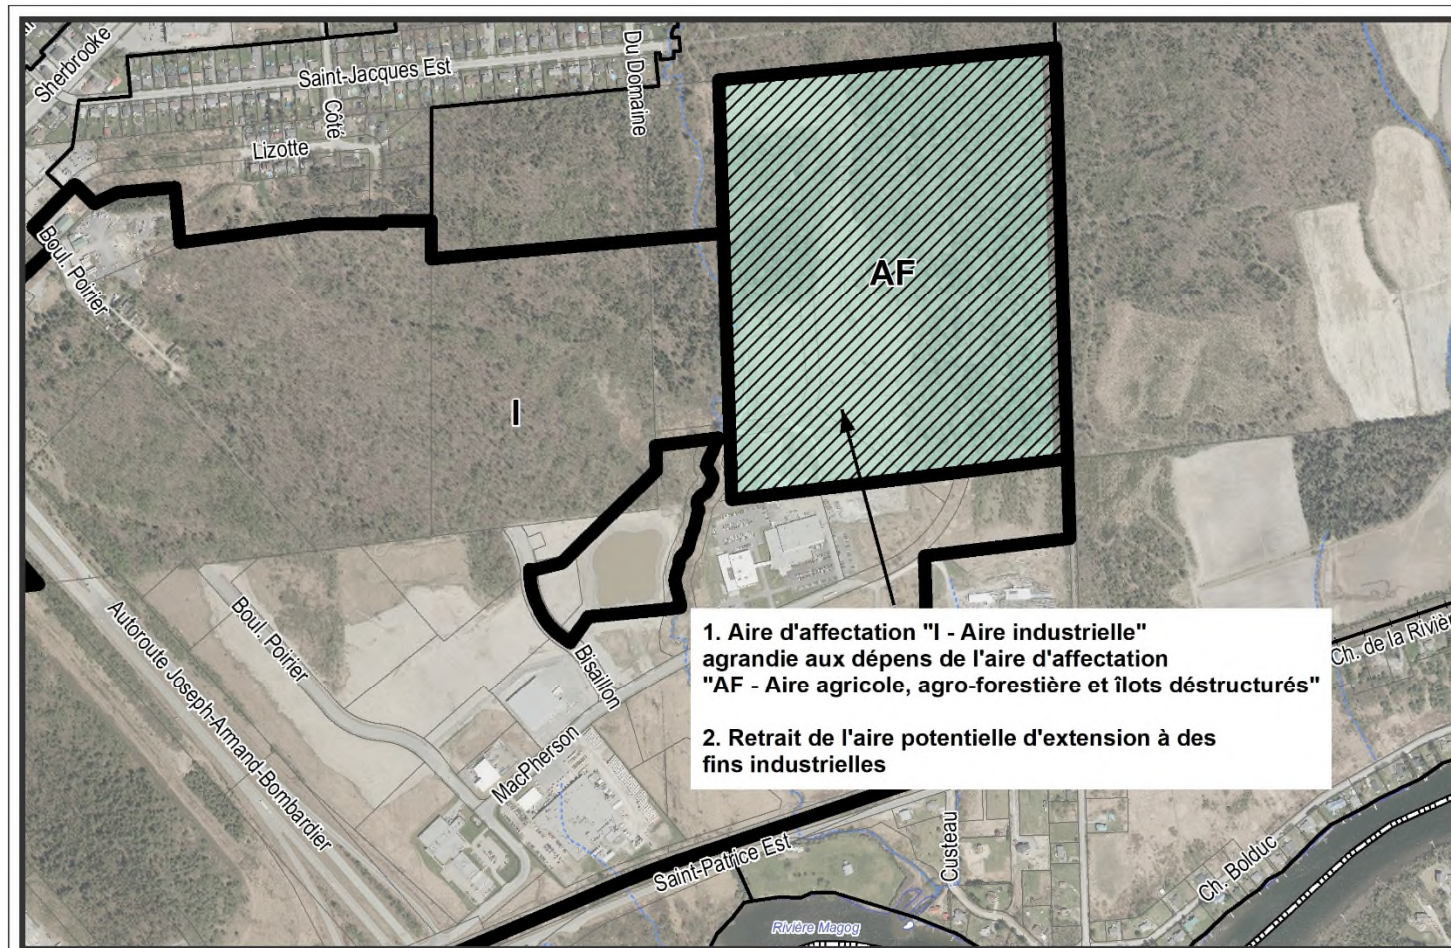 Sherbrooke
Saint-Jacques Est
Du Domaine
Côté
Lizotte
Boul. Poirier
AF
I
Autoroute Joseph-Armand-Bombardier
Boul. Poirier
Bisaillon
MacPherson
1. Aire d'affectation "I - Aire industrielle"
agrandie aux dépens de l'aire d'affectation
"AF - Aire agricole, agro-forestière et îlots déstructurés"
2. Retrait de l'aire potentielle d'extension à des
fins industrielles
Ch. de la Riviè
Saint-Patrice Est
Custeau
Ch. Bolduc
Rivière Magog